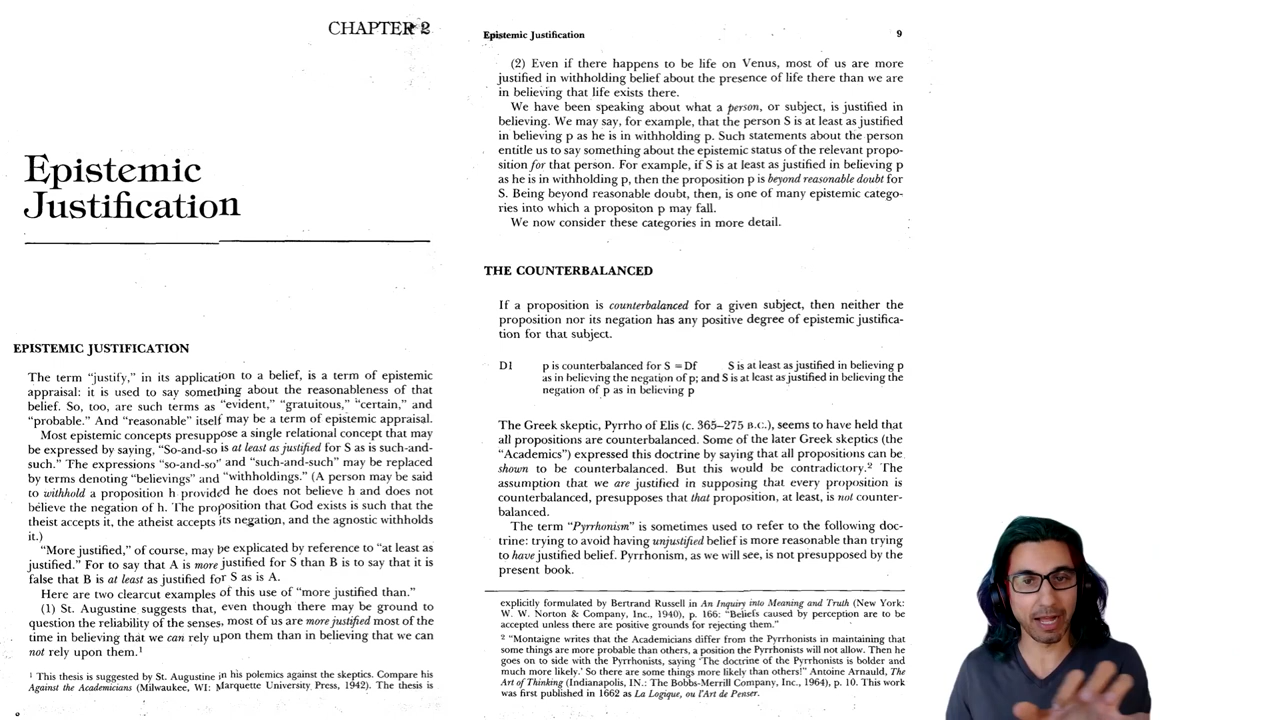 CHAPTER 2
Epistemic
Justification
EPISTEMIC JUSTIFICATION
The term “justify,” in its application to a belief, is a term of epistemic
appraisal: it is used to say something about the reasonableness of that
belief. So, too, are such terms as “evident,” “gratuitous,” “certain,” and
“probable.” And “reasonable” itself may be a term of epistemic appraisal.
Most epistemic concepts presuppose a single relational concept that may
be expressed by saying, “So-and-so is at least as justified for S as is such-and-
such.” The expressions “so-and-so” and “such-and-such” may be replaced
by terms denoting “believings” and “withholdings.” (A person may be said
to withhold a proposition h provided he does not believe h and does not
believe the negation of h. The proposition that God exists is such that the
theist accepts it, the atheist accepts its negation, and the agnostic withholds
it.)
“More justified,” of course, may be explicated by reference to “at least as
justified.” For to say that A is more justified for S than B is to say that it is
false that B is at least as justified for S as is A.
Here are two clearcut examples of this use of “more justified than.”
(1) St. Augustine suggests that, even though there may be ground to
question the reliability of the senses, most of us are more justified most of the
time in believing that we can rely upon them than in believing that we can
not rely upon them.1
1 This thesis is suggested by St. Augustine in his polemics against the skeptics. Compare his
Against the Academicians (Milwaukee, WI: Marquette University Press, 1942). The thesis is
Epistemic Justification 9
(2) Even if there happens to be life on Venus, most of us are more
justified in withholding belief about the presence of life there than we are
in believing that life exists there.
We have been speaking about what a person, or subject, is justified in
believing. We may say, for example, that the person S is at least as justified
in believing p as he is in withholding p. Such statements about the person
entitle us to say something about the epistemic status of the relevant propo-
sition for that person. For example, if S is at least as justified in believing p
as he is in withholding p, then the proposition p is beyond reasonable doubt for
S. Being beyond reasonable doubt, then, is one of many epistemic catego-
ries into which a propositon p may fall.
We now consider these categories in more detail.
THE COUNTERBALANCED
If a proposition is counterbalanced for a given subject, then neither the
proposition nor its negation has any positive degree of epistemic justifica-
tion for that subject.
D1 p is counterbalanced for S =Df S is at least as justified in believing p
as in believing the negation of p; and S is at least as justified in believing the
negation of p as in believing p
The Greek skeptic, Pyrrho of Elis (c. 365–275 B.C.), seems to have held that
all propositions are counterbalanced. Some of the later Greek skeptics (the
“Academics”) expressed this doctrine by saying that all propositions can be
shown to be counterbalanced. But this would be contradictory.2 The
assumption that we are justified in supposing that every proposition is
counterbalanced, presupposes that that proposition, at least, is not counter-
balanced.
The term “Pyrrhonism” is sometimes used to refer to the following doc-
trine: trying to avoid having unjustified belief is more reasonable than trying
to have justified belief. Pyrrhonism, as we will see, is not presupposed by the
present book.
explicitly formulated by Bertrand Russell in An Inquiry into Meaning and Truth (New York:
W. W. Norton & Company, Inc., 1940), p. 166: “Beliefs caused by perception are to be
accepted unless there are positive grounds for rejecting them.”
2 “Montaigne writes that the Academicians differ from the Pyrrhonists in maintaining that
some things are more probable than others, a position the Pyrrhonists will not allow. Then he
goes on to side with the Pyrrhonists, saying ‘The doctrine of the Pyrrhonists is bolder and
much more likely.’ So there are some things more likely than others!” Antoine Arnauld, The
Art of Thinking (Indianapolis, IN.: The Bobbs-Merrill Company, Inc., 1964), p. 10. This work
was first published in 1662 as La Logique, ou l'Art de Penser.